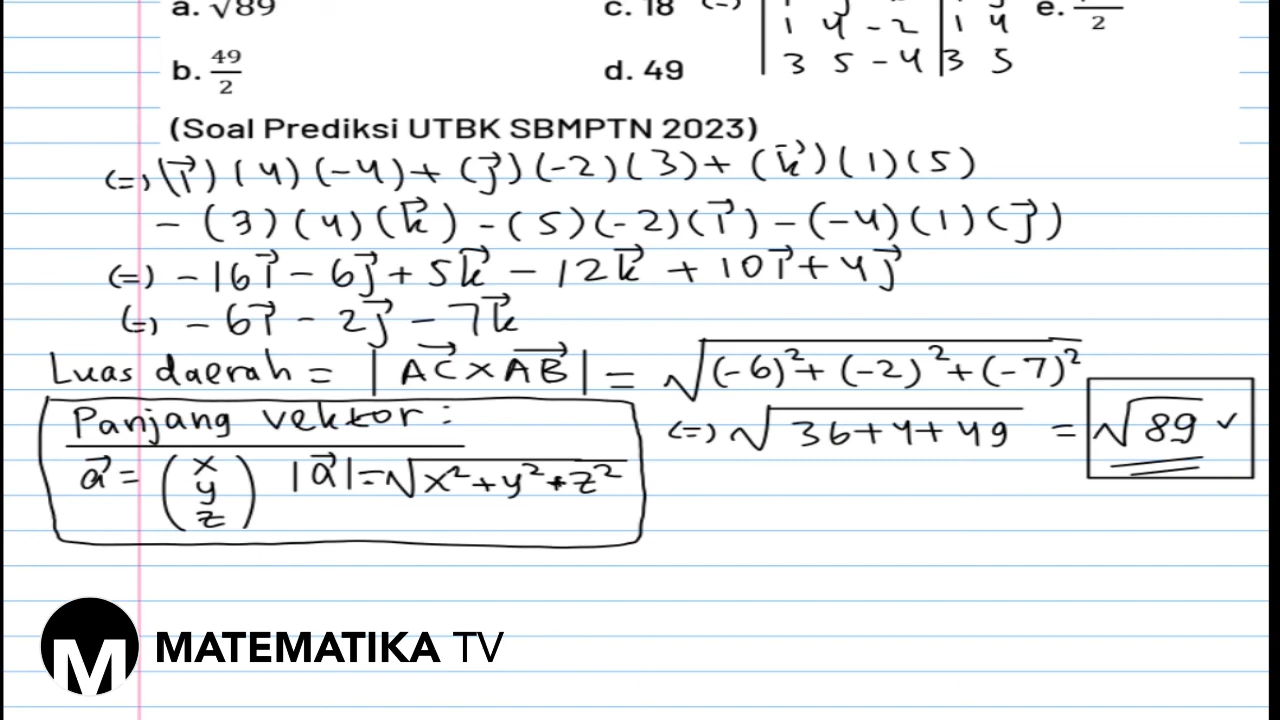 a. √89
c. 18 (=) | i j k | i j
e.
1 4 -2 | 1 4
2
b. 49/2
d. 49
3 5 -4 | 3 5
(Soal Prediksi UTBK SBMPTN 2023)
(=) (i⃗)(4)(-4) + (j⃗)(-2)(3) + (k⃗)(1)(5)
- (3)(4)(k⃗) - (5)(-2)(i⃗) - (-4)(1)(j⃗)
(=) -16i⃗ - 6j⃗ + 5k⃗ - 12k⃗ + 10i⃗ + 4j⃗
(=) - 6i⃗ - 2j⃗ - 7k⃗
Luas daerah = |AC⃗ × AB⃗| = √((-6)² + (-2)² + (-7)²)
(=) √(36+4+49) = √89 ✓
Panjang vektor :
a⃗ = (x y z) |a⃗| = √(x² + y² + z²)
M MATEMATIKA TV